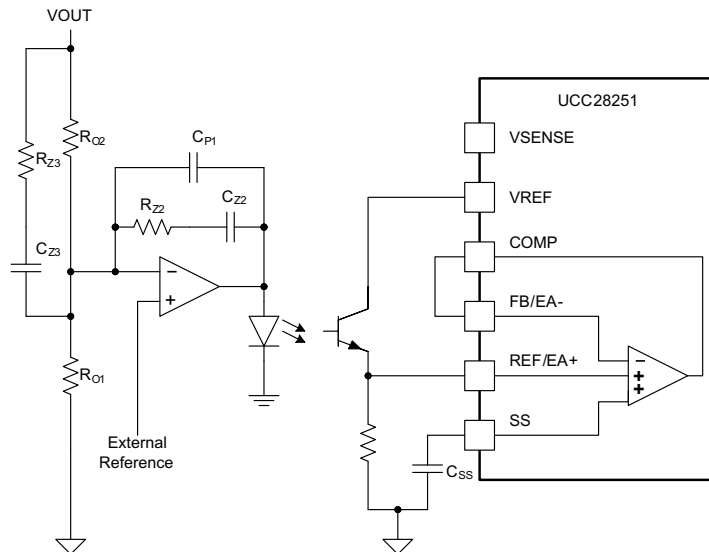 VOUT
UCC28251
RO2
CP1
RZ3
VSENSE
RZ2
CZ2
VREF
CZ3
COMP
−
+
FB/EA-
RO1
REF/EA+
−
+
+
External
Reference
SS
CSS